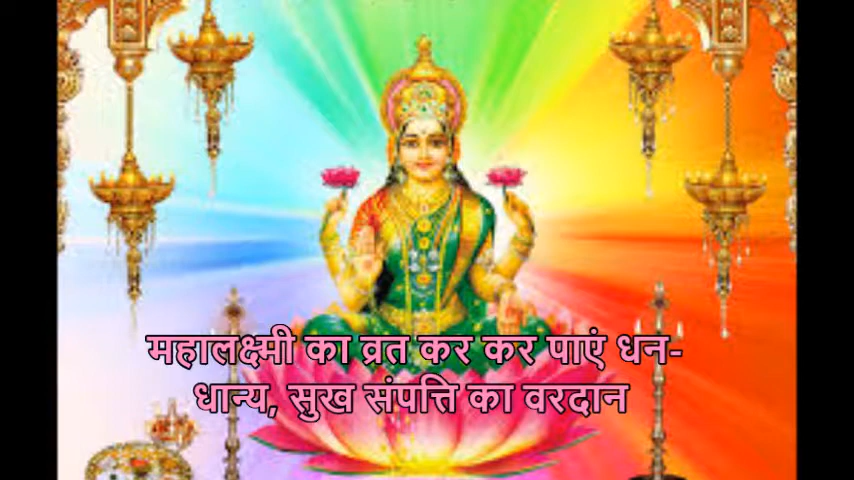 महालक्ष्मी का व्रत कर कर पाएं धन-
धान्य, सुख संपत्ति का वरदान